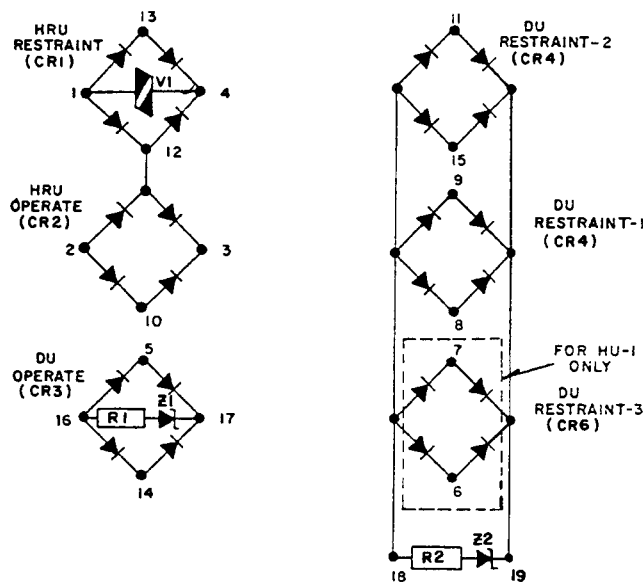 13
HRU
RESTRAINT
(CR1)
V1
1
4
12
HRU
OPERATE
(CR2)
2
3
10
DU
OPERATE
(CR3)
5
16
R1
Z1
17
14
11
DU
RESTRAINT-2
(CR4)
15
9
DU
RESTRAINT-1
(CR4)
8
7
FOR HU-1
ONLY
DU
RESTRAINT-3
(CR6)
6
R2
Z2
18
19